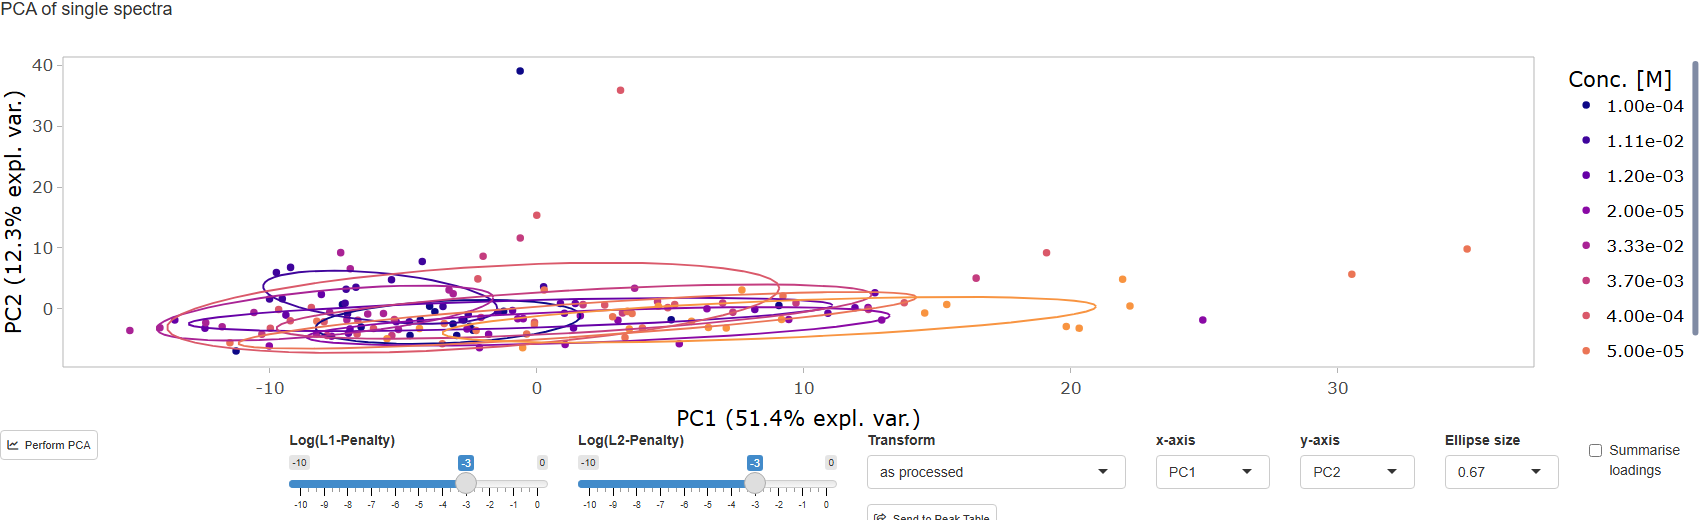 PCA of single spectra
PC2 (12.3% expl. var.)
40
30
20
10
0
-10 0 10 20 30
PC1 (51.4% expl. var.)
Conc. [M]
1.00e-04
1.11e-02
1.20e-03
2.00e-05
3.33e-02
3.70e-03
4.00e-04
5.00e-05
Perform PCA
Log(L1-Penalty)
-10 -3 0
-10 -9 -8 -7 -6 -5 -4 -3 -2 -1 0
Log(L2-Penalty)
-10 -3 0
-10 -9 -8 -7 -6 -5 -4 -3 -2 -1 0
Transform
as processed
Send to Peak Table
x-axis
PC1
y-axis
PC2
Ellipse size
0.67
Summarise
loadings